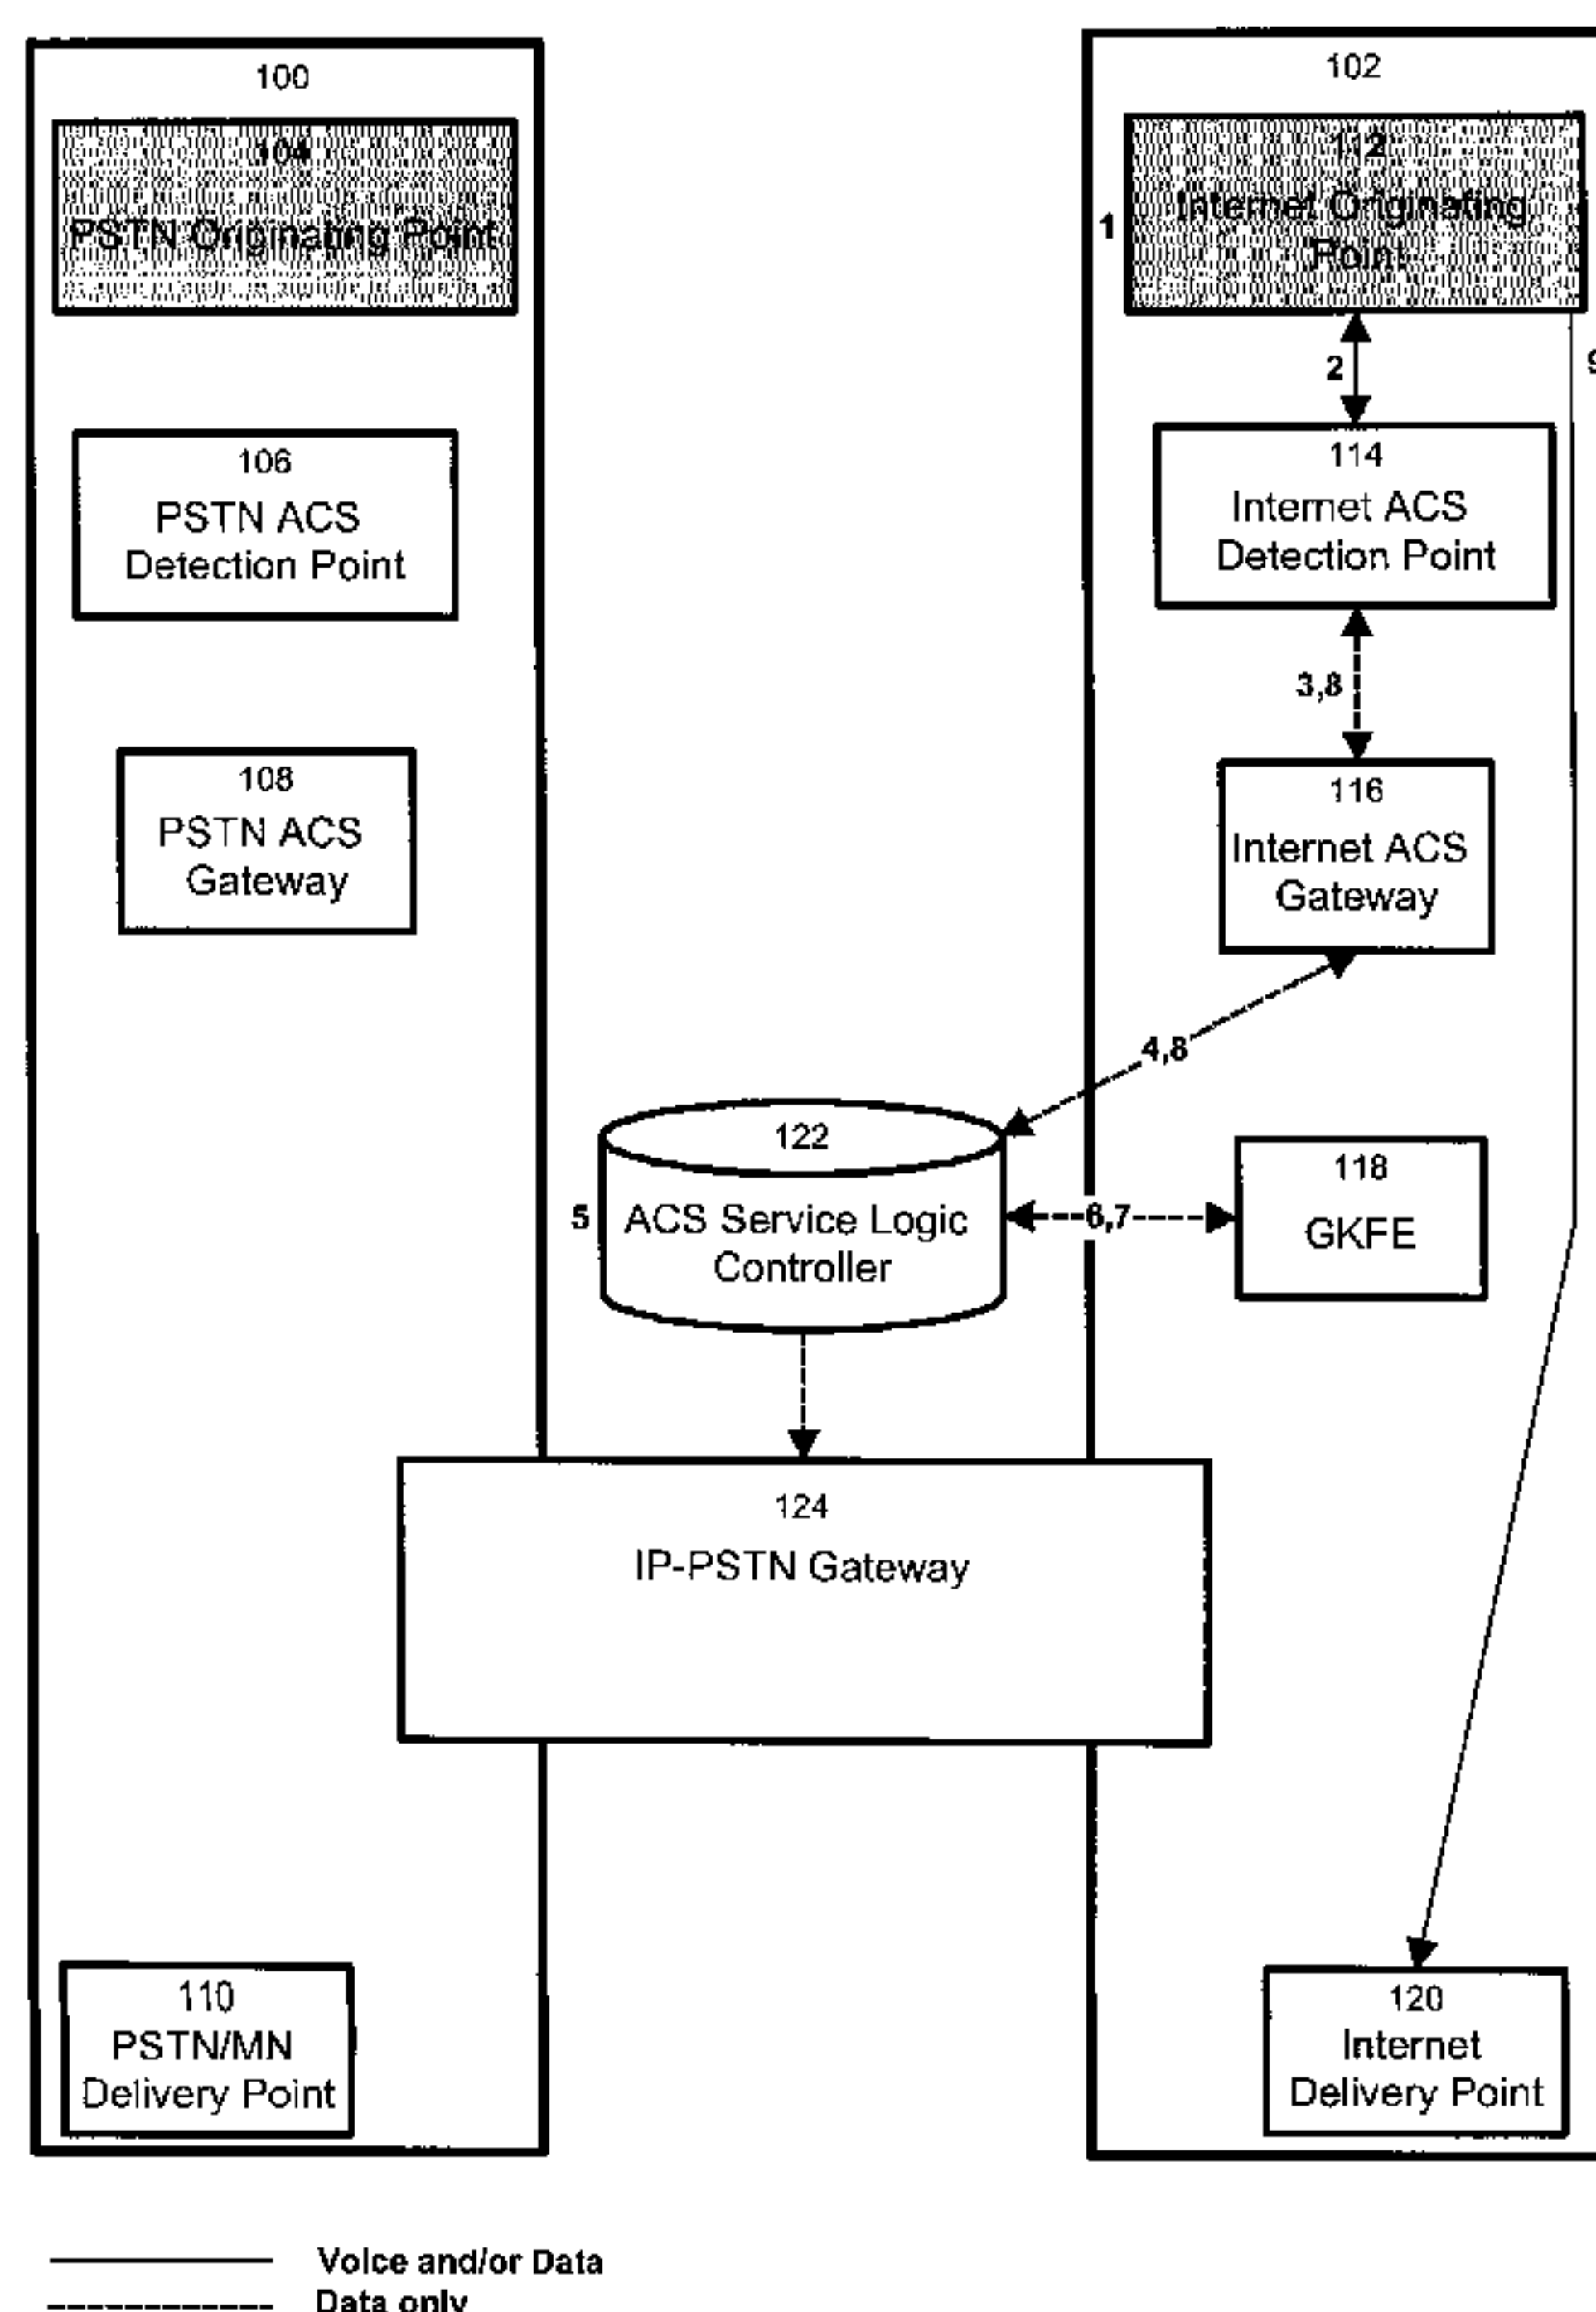 100
104
PSTN Originating Point
106
PSTN ACS
Detection Point
108
PSTN ACS
Gateway
110
PSTN/MN
Delivery Point
122
5
ACS Service Logic
Controller
124
IP-PSTN Gateway
102
112
1
Internet Originating
Point
2
9
114
Internet ACS
Detection Point
3,8
116
Internet ACS
Gateway
4,8
118
6,7
GKFE
120
Internet
Delivery Point
Voice and/or Data
Data only